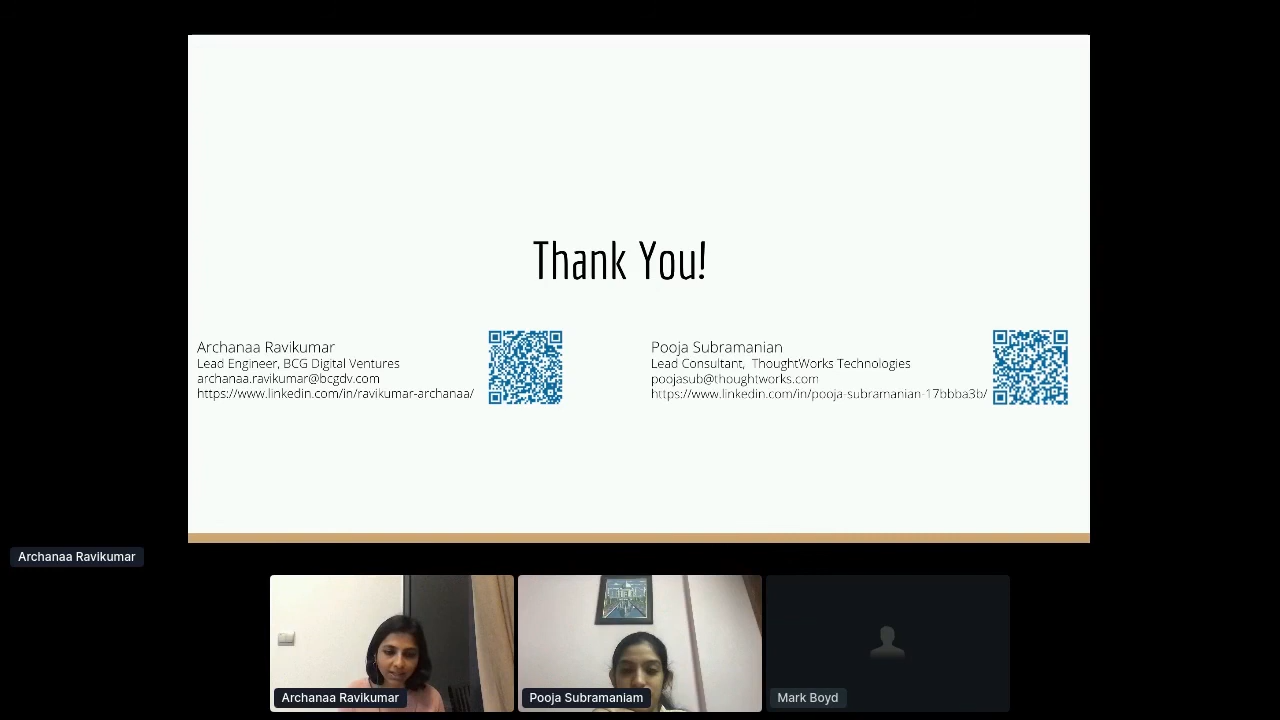 Thank You!
Archanaa Ravikumar
Lead Engineer, BCG Digital Ventures
archanaa.ravikumar@bcgdv.com
https://www.linkedin.com/in/ravikumar-archanaa/
Pooja Subramanian
Lead Consultant, ThoughtWorks Technologies
poojasub@thoughtworks.com
https://www.linkedin.com/in/pooja-subramanian-17bbba3b/
Archanaa Ravikumar
Archanaa Ravikumar
Pooja Subramaniam
Mark Boyd